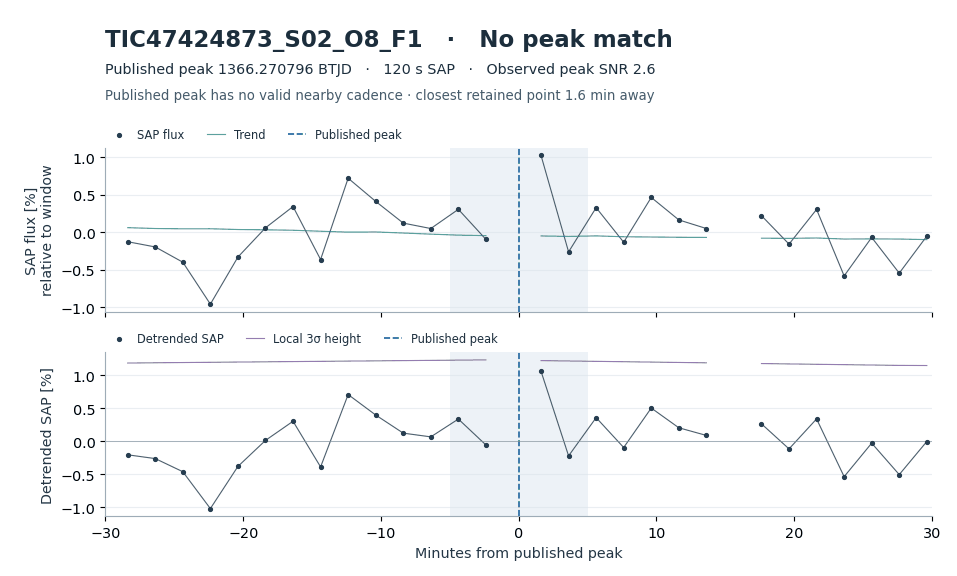 TIC47424873_S02_O8_F1 · No peak match
Published peak 1366.270796 BTJD · 120 s SAP · Observed peak SNR 2.6
Published peak has no valid nearby cadence · closest retained point 1.6 min away
SAP flux Trend Published peak
1.0
0.5
0.0
−0.5
−1.0
SAP flux [%]
relative to window
Detrended SAP Local 3σ height Published peak
1.0
0.5
0.0
−0.5
−1.0
Detrended SAP [%]
−30 −20 −10 0 10 20 30
Minutes from published peak